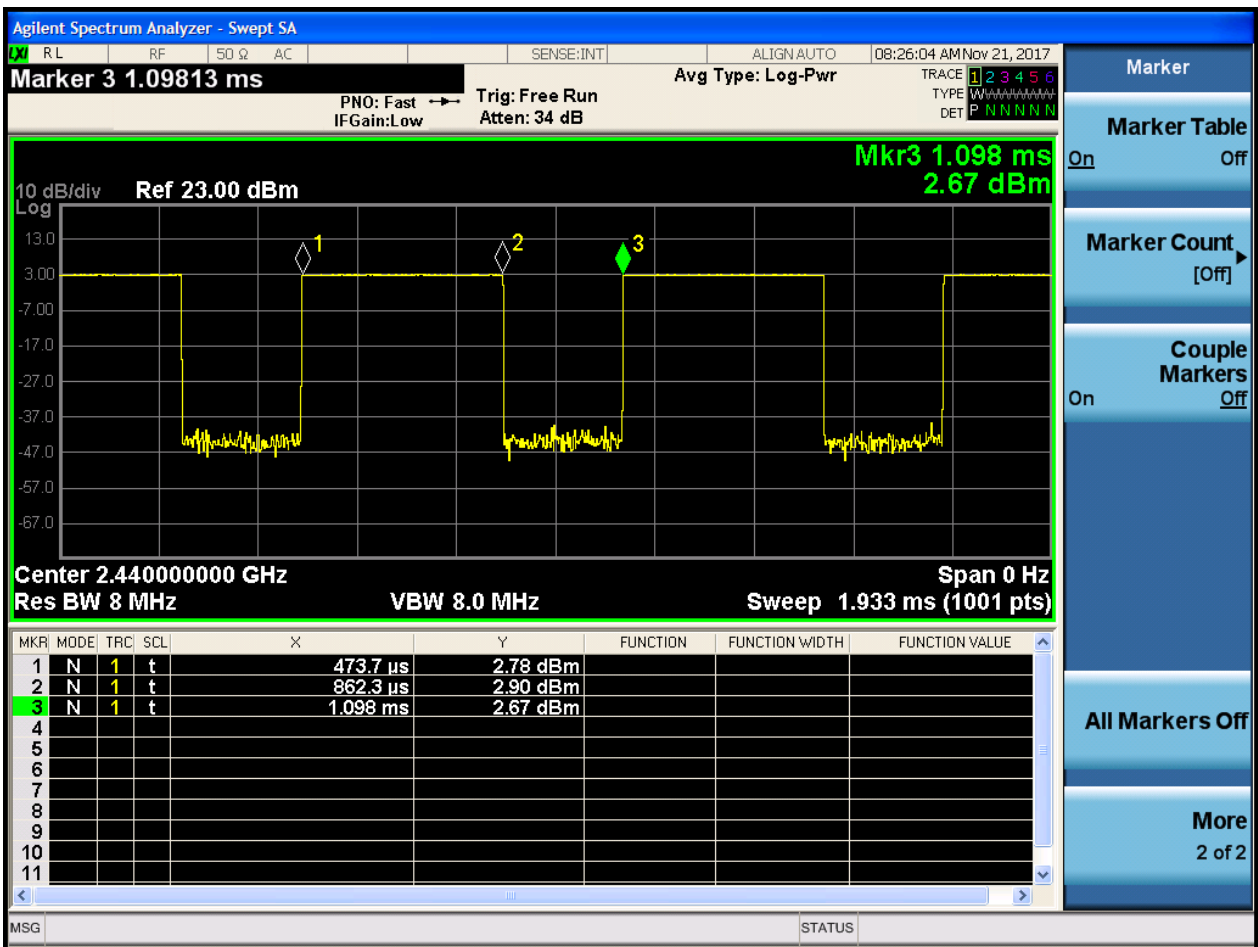 Agilent Spectrum Analyzer - Swept SA
LXI RL RF 50 Ω AC SENSE:INT ALIGN AUTO 08:26:04 AM Nov 21, 2017
Marker 3 1.09813 ms
PNO: Fast
IFGain:Low
Trig: Free Run
Atten: 34 dB
Avg Type: Log-Pwr
TRACE 1 2 3 4 5 6
TYPE WWWWWW
DET P N N N N N
Mkr3 1.098 ms
2.67 dBm
10 dB/div Ref 23.00 dBm
Log
13.0
3.00
-7.00
-17.0
-27.0
-37.0
-47.0
-57.0
-67.0
1 2 3
Center 2.440000000 GHz Span 0 Hz
Res BW 8 MHz VBW 8.0 MHz Sweep 1.933 ms (1001 pts)
MKR MODE TRC SCL X Y FUNCTION FUNCTION WIDTH FUNCTION VALUE
1 N 1 t 473.7 µs 2.78 dBm
2 N 1 t 862.3 µs 2.90 dBm
3 N 1 t 1.098 ms 2.67 dBm
4
5
6
7
8
9
10
11
MSG STATUS
Marker
Marker Table
On Off
Marker Count
[Off]
Couple
Markers
On Off
All Markers Off
More
2 of 2